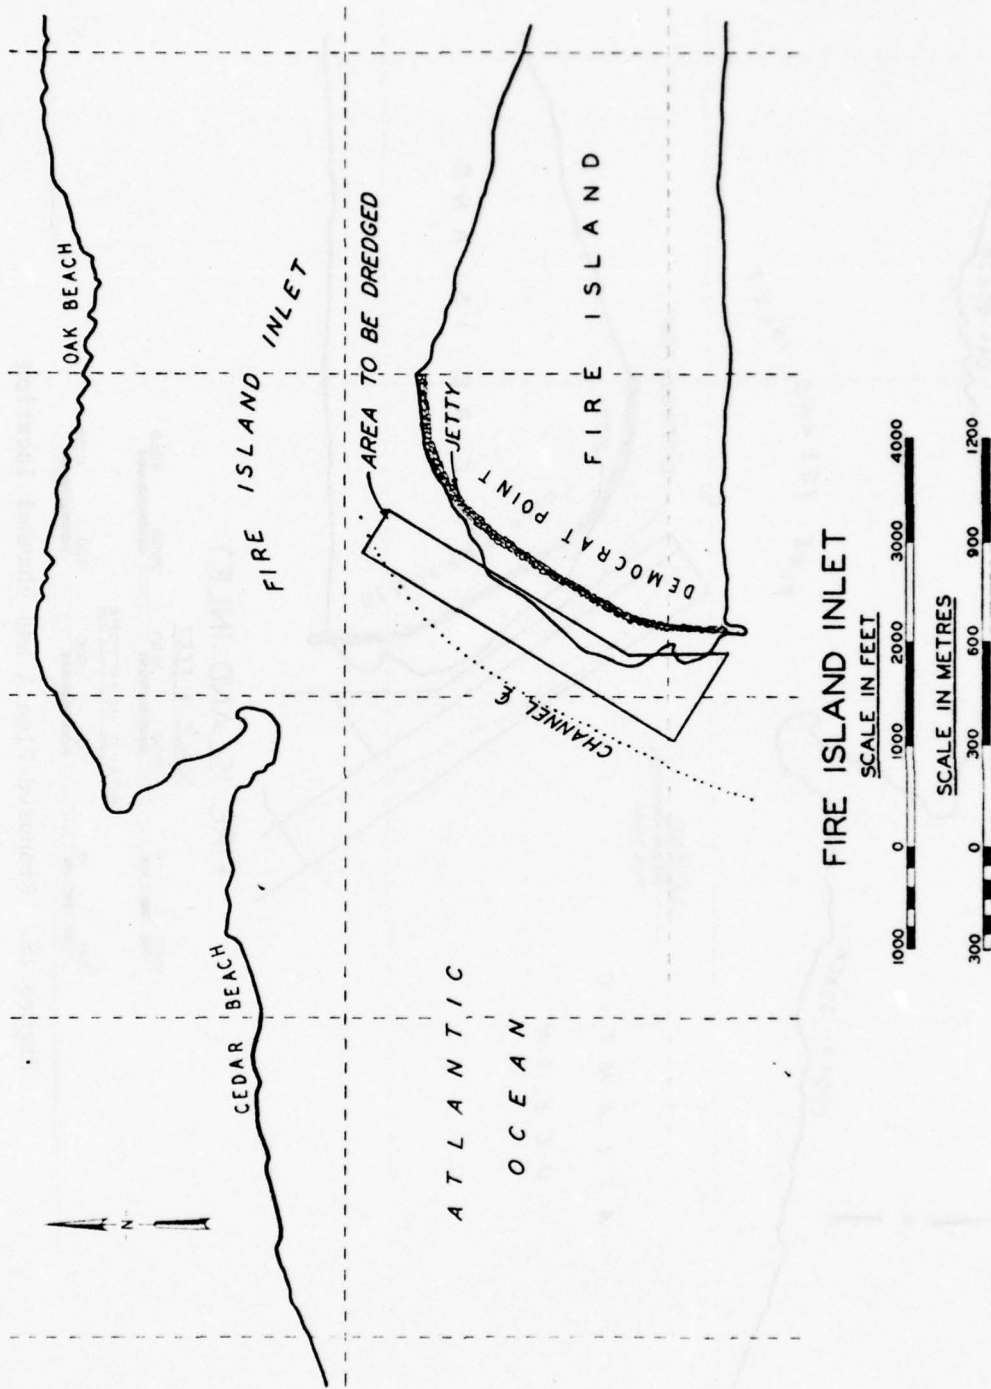 OAK BEACH
FIRE ISLAND INLET
AREA TO BE DREDGED
JETTY
DEMOCRAT POINT
FIRE ISLAND
CHANNEL ℄
CEDAR BEACH
ATLANTIC
OCEAN
N
FIRE ISLAND INLET
SCALE IN FEET
1000 0 1000 2000 3000 4000
SCALE IN METRES
300 0 300 600 900 1200